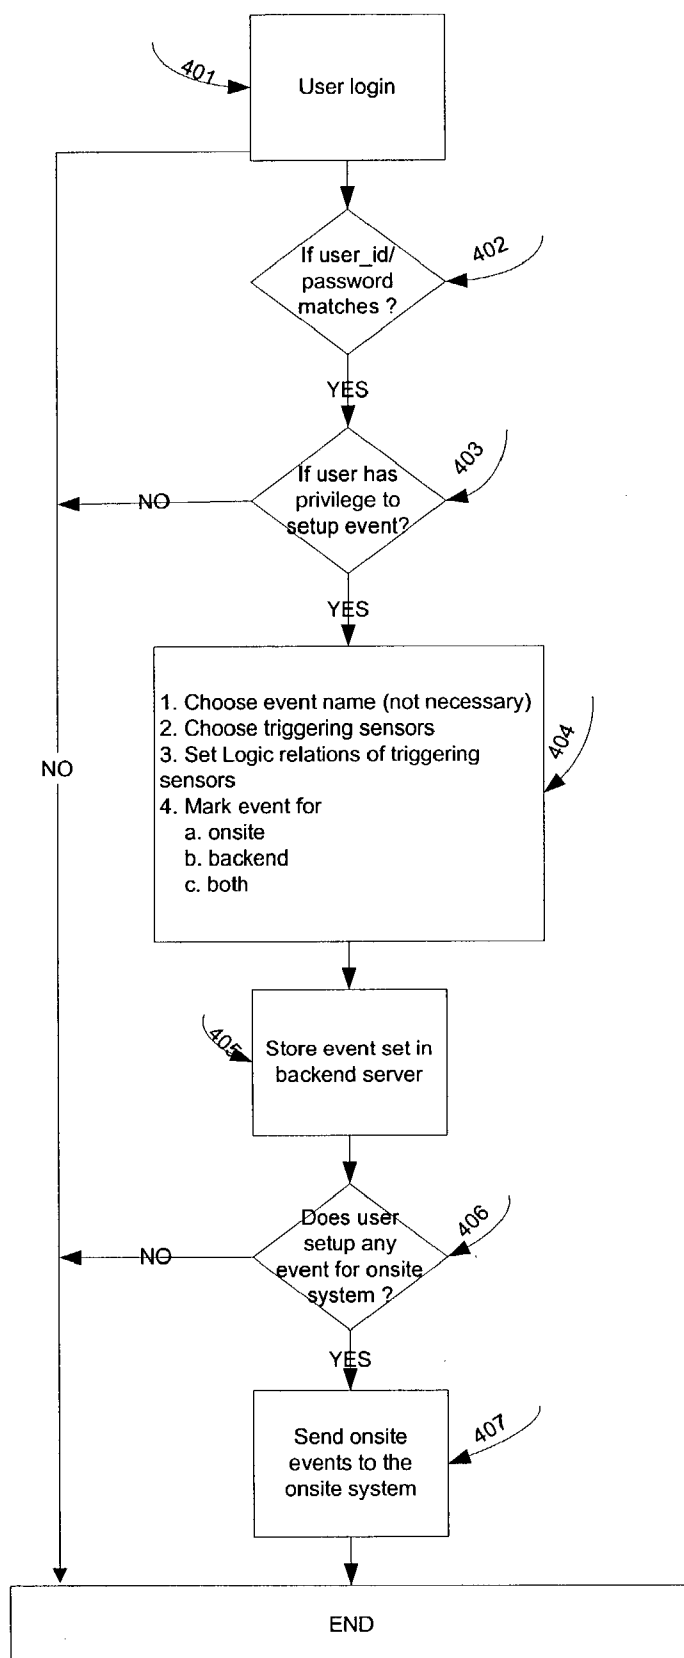 401
User login
If user_id/
password
matches ?
402
YES
If user has
privilege to
setup event?
403
NO
YES
1. Choose event name (not necessary)
2. Choose triggering sensors
3. Set Logic relations of triggering
sensors
4. Mark event for
a. onsite
b. backend
c. both
404
NO
405
Store event set in
backend server
Does user
setup any
event for onsite
system ?
406
NO
YES
Send onsite
events to the
onsite system
407
END